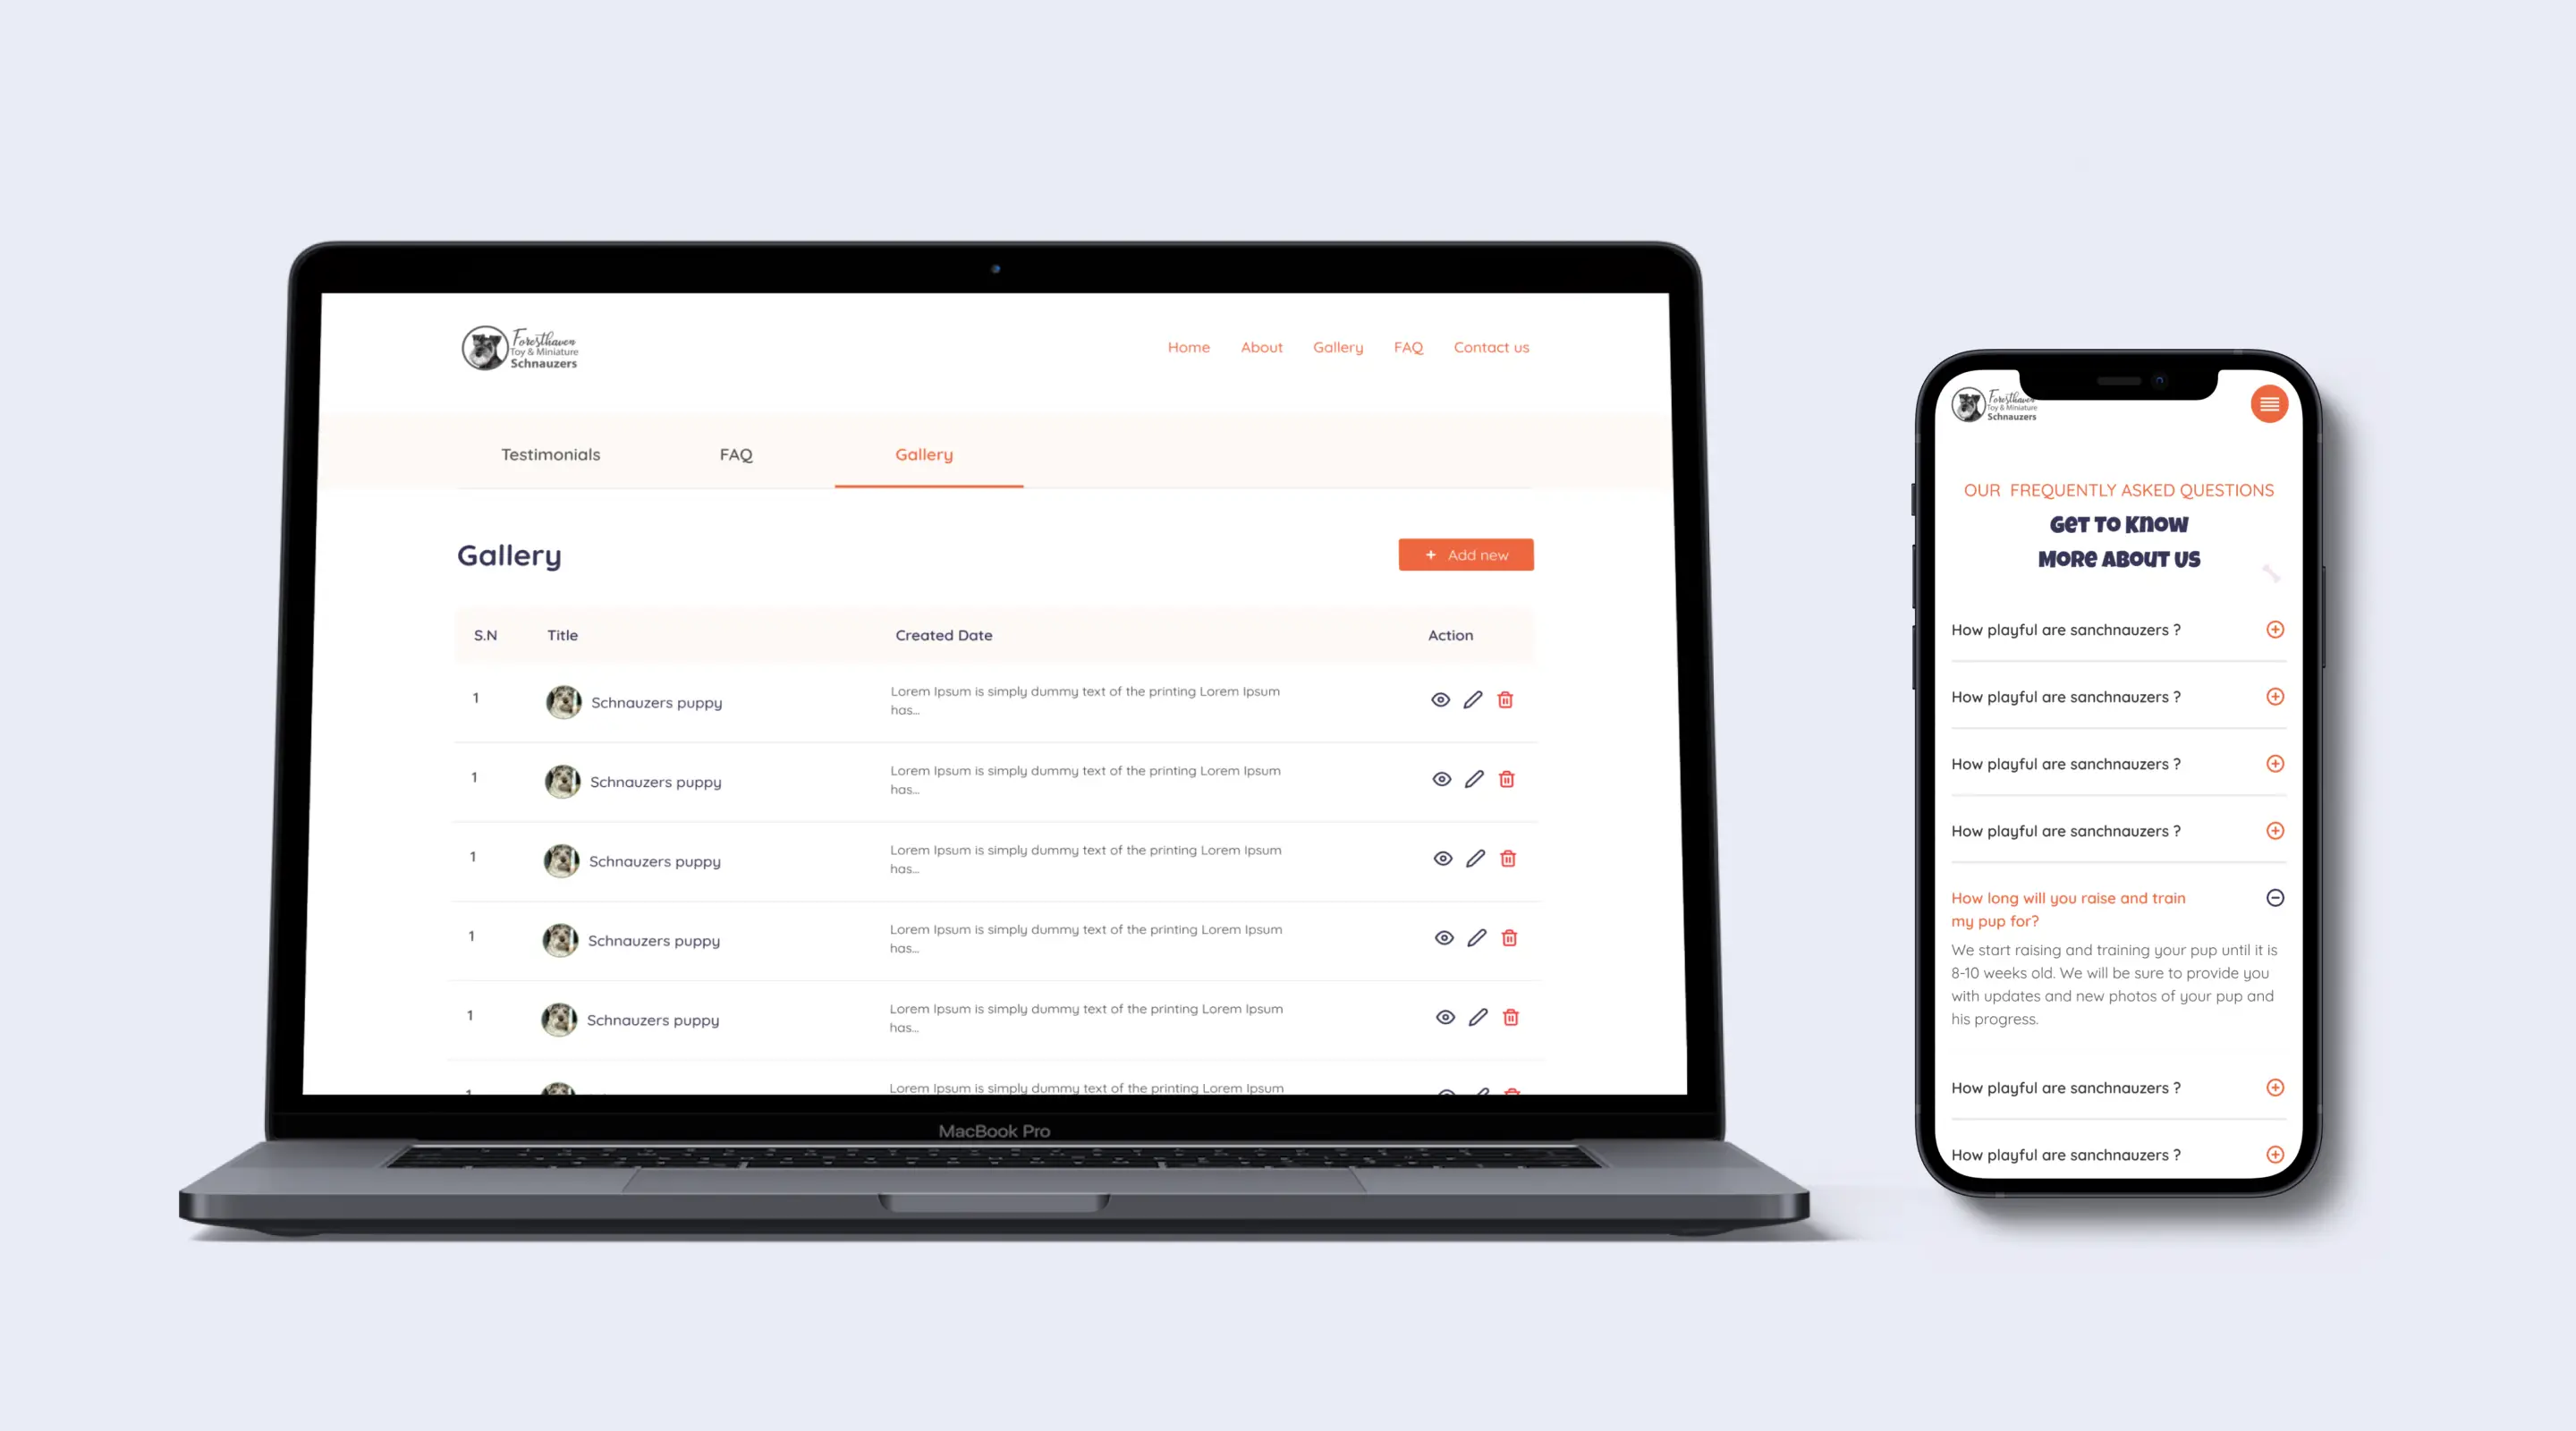 Foresthaven
Toy & Miniature
Schnauzers
Home About Gallery FAQ Contact us
Testimonials FAQ Gallery
Gallery
+ Add new
S.N Title Created Date Action
1 Schnauzers puppy Lorem Ipsum is simply dummy text of the printing Lorem Ipsum
has...
1 Schnauzers puppy Lorem Ipsum is simply dummy text of the printing Lorem Ipsum
has...
1 Schnauzers puppy Lorem Ipsum is simply dummy text of the printing Lorem Ipsum
has...
1 Schnauzers puppy Lorem Ipsum is simply dummy text of the printing Lorem Ipsum
has...
1 Schnauzers puppy Lorem Ipsum is simply dummy text of the printing Lorem Ipsum
has...
Lorem Ipsum is simply dummy text of the printing Lorem Ipsum
MacBook Pro
Foresthaven
Toy & Miniature
Schnauzers
OUR FREQUENTLY ASKED QUESTIONS
Get to Know
More About Us
How playful are sanchnauzers ?
How playful are sanchnauzers ?
How playful are sanchnauzers ?
How playful are sanchnauzers ?
How long will you raise and train
my pup for?
We start raising and training your pup until it is
8-10 weeks old. We will be sure to provide you
with updates and new photos of your pup and
his progress.
How playful are sanchnauzers ?
How playful are sanchnauzers ?